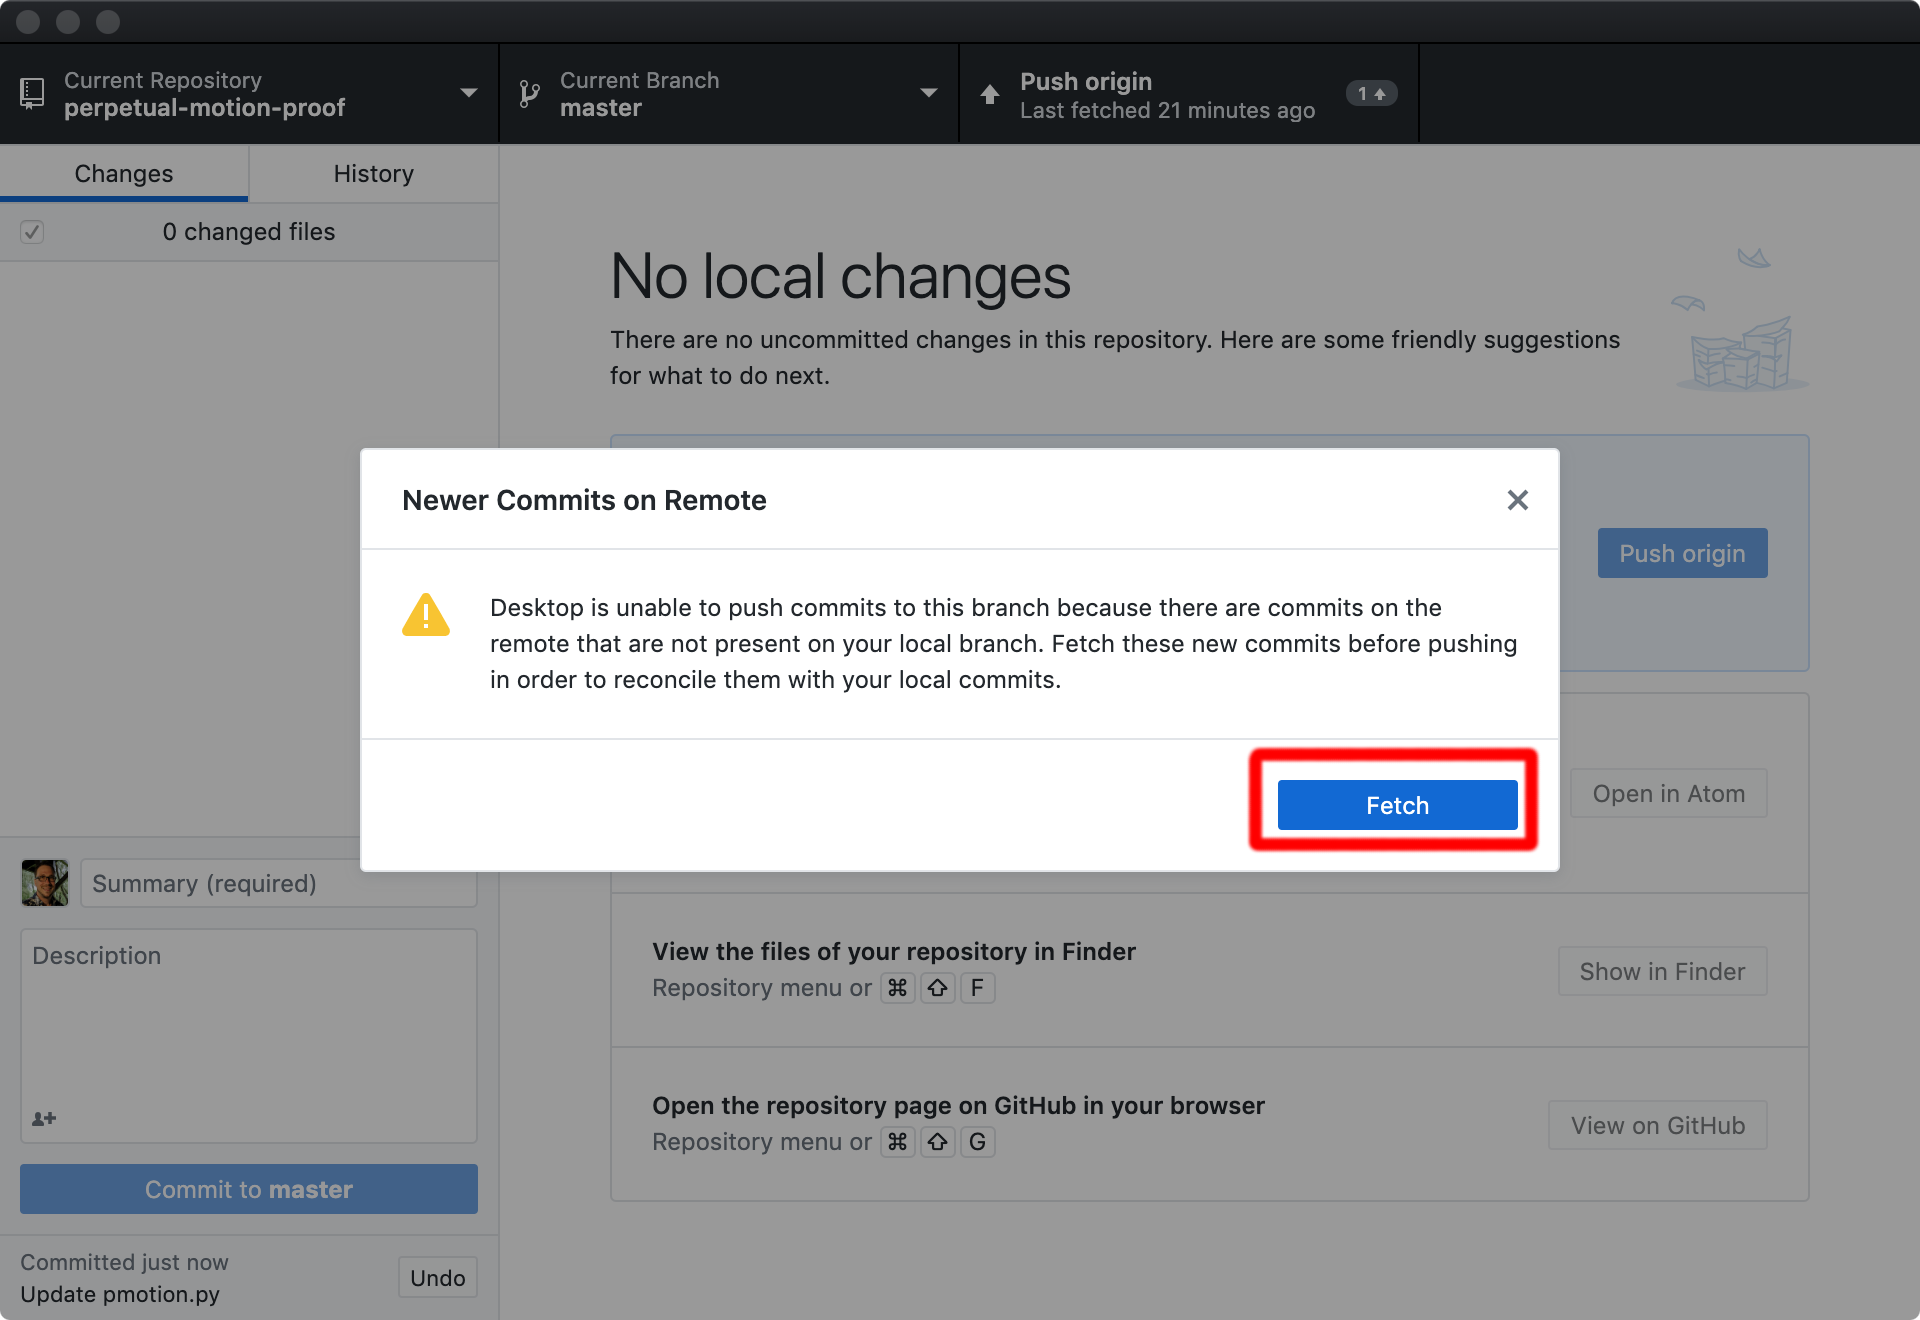 Current Repository
perpetual-motion-proof
Current Branch
master
Push origin
Last fetched 21 minutes ago
1
Changes
History
0 changed files
No local changes
There are no uncommitted changes in this repository. Here are some friendly suggestions
for what to do next.
Push origin
Newer Commits on Remote
Desktop is unable to push commits to this branch because there are commits on the
remote that are not present on your local branch. Fetch these new commits before pushing
in order to reconcile them with your local commits.
Fetch
Open in Atom
Summary (required)
Description
View the files of your repository in Finder
Repository menu or ⌘ ⇧ F
Show in Finder
Open the repository page on GitHub in your browser
Repository menu or ⌘ ⇧ G
View on GitHub
Commit to master
Committed just now
Update pmotion.py
Undo